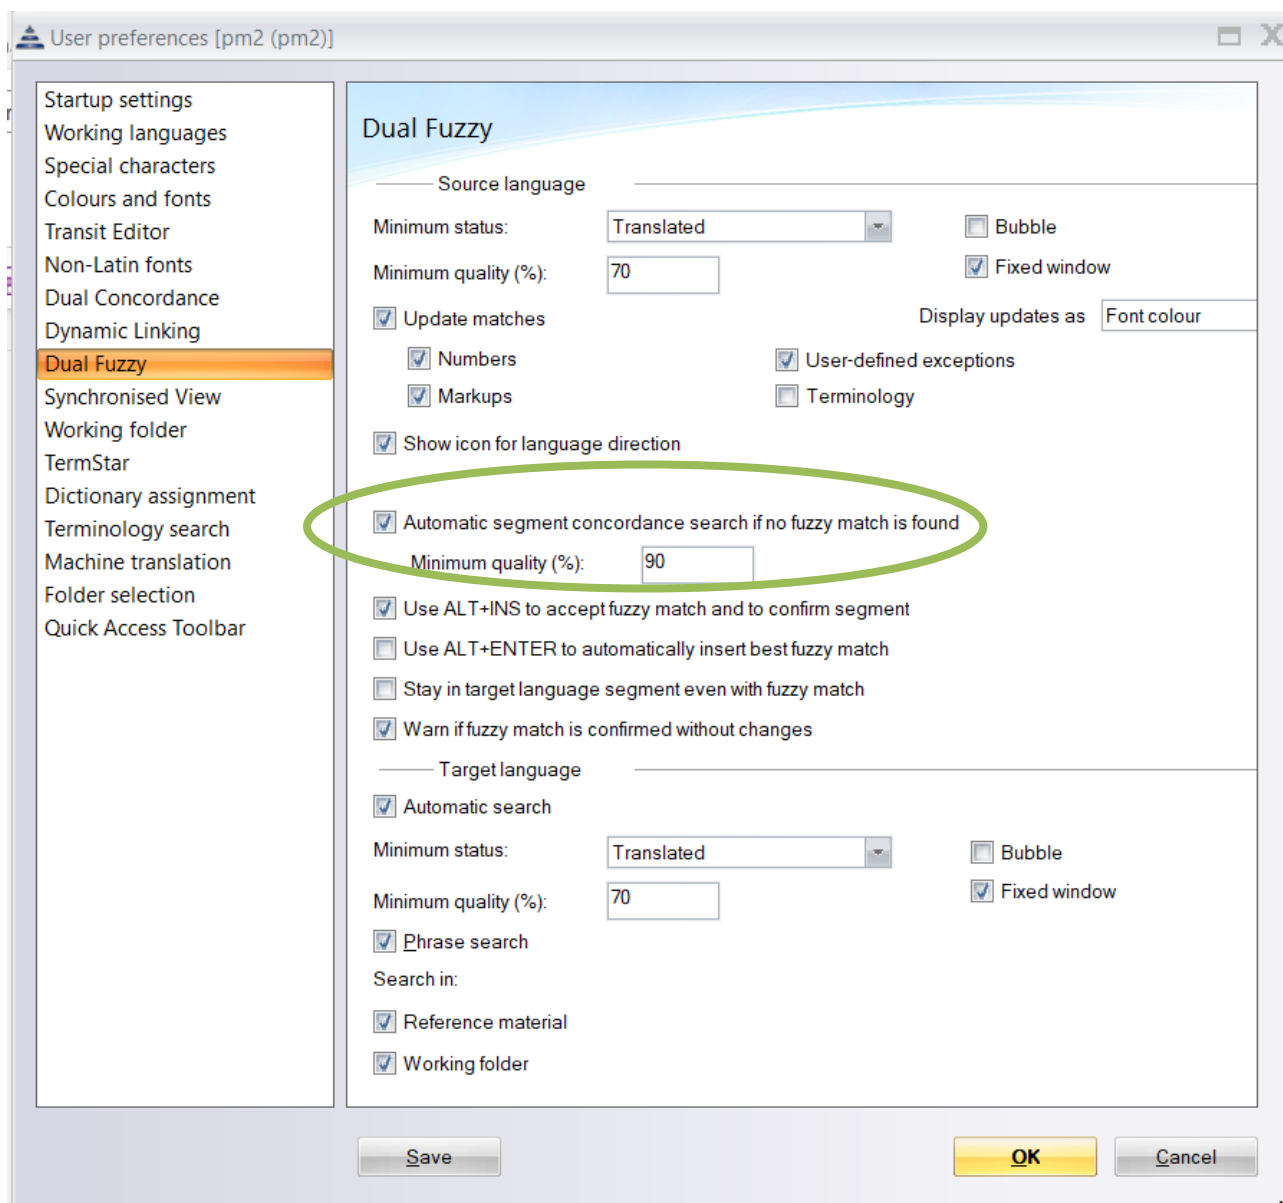 User preferences [pm2 (pm2)]
Startup settings
Working languages
Special characters
Colours and fonts
Transit Editor
Non-Latin fonts
Dual Concordance
Dynamic Linking
Dual Fuzzy
Synchronised View
Working folder
TermStar
Dictionary assignment
Terminology search
Machine translation
Folder selection
Quick Access Toolbar
Dual Fuzzy
Source language
Minimum status: Translated Bubble
Minimum quality (%): 70 Fixed window
Update matches Display updates as Font colour
Numbers User-defined exceptions
Markups Terminology
Show icon for language direction
Automatic segment concordance search if no fuzzy match is found
Minimum quality (%): 90
Use ALT+INS to accept fuzzy match and to confirm segment
Use ALT+ENTER to automatically insert best fuzzy match
Stay in target language segment even with fuzzy match
Warn if fuzzy match is confirmed without changes
Target language
Automatic search
Minimum status: Translated Bubble
Minimum quality (%): 70 Fixed window
Phrase search
Search in:
Reference material
Working folder
Save OK Cancel